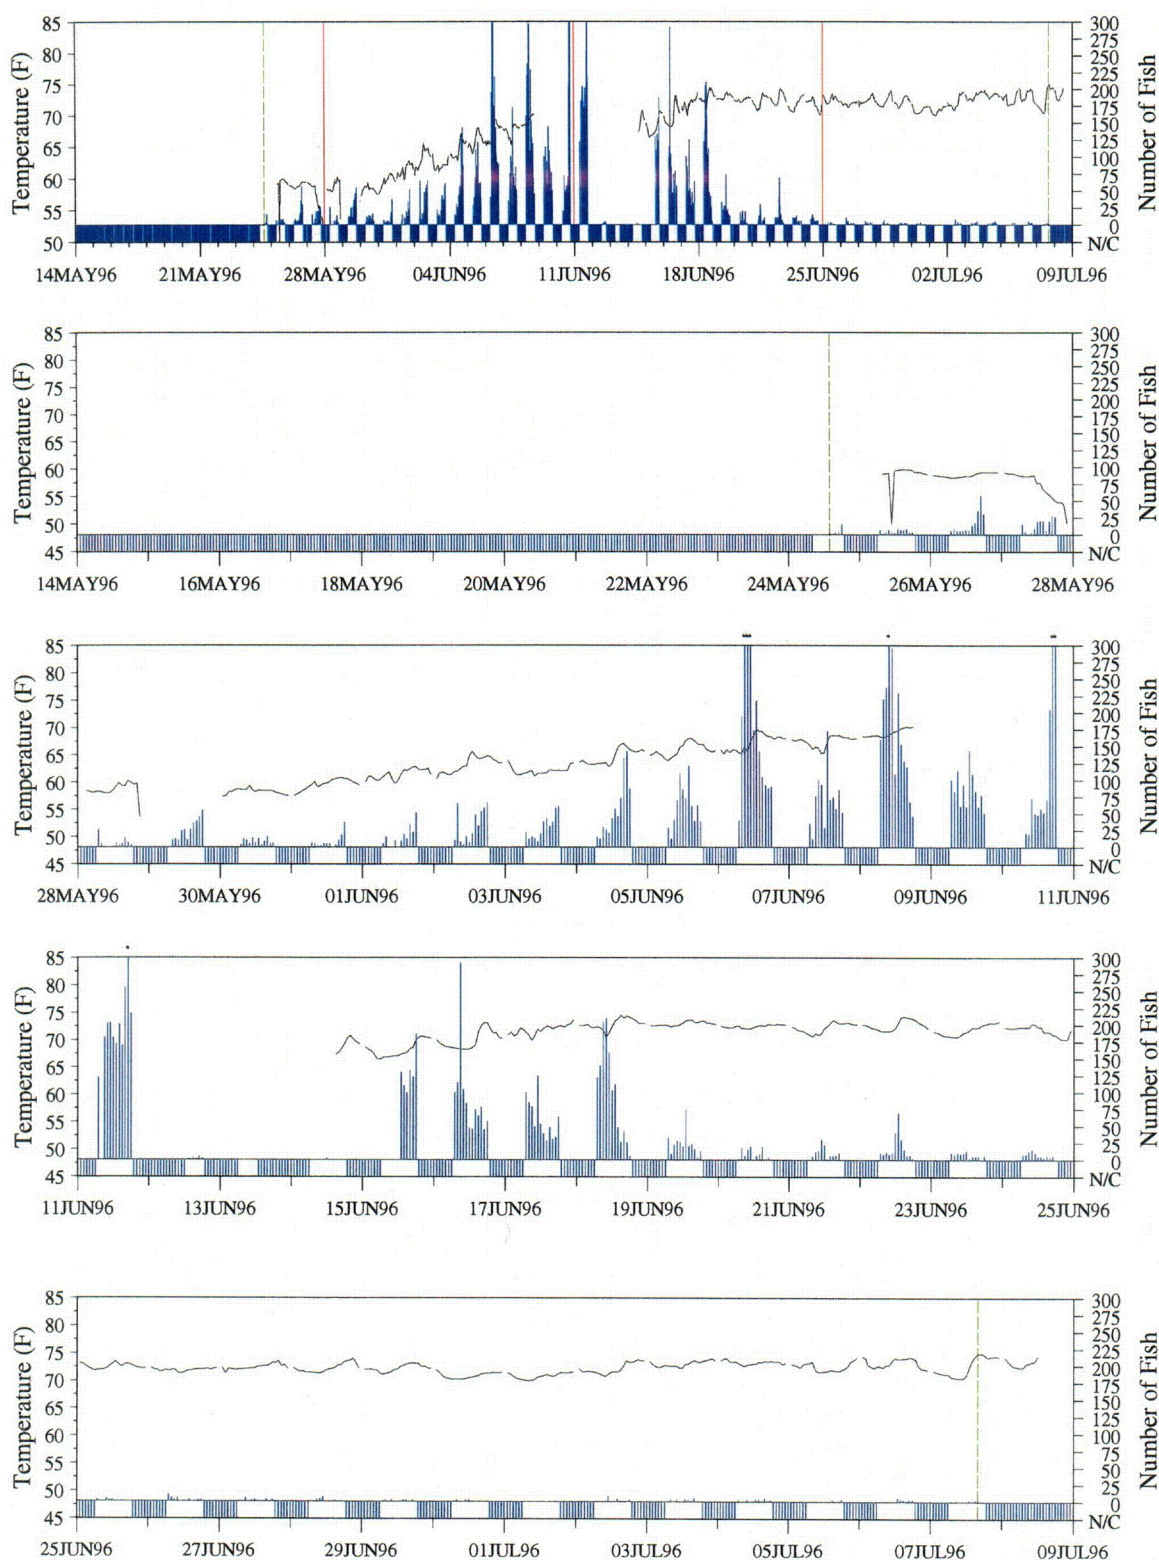 85 80 75 70 65 60 55 50
Temperature (F)
300 275 250 225 200 175 150 125 100 75 50 25 0 N/C
Number of Fish
14MAY96 21MAY96 28MAY96 04JUN96 11JUN96 18JUN96 25JUN96 02JUL96 09JUL96
85 80 75 70 65 60 55 50 45
Temperature (F)
300 275 250 225 200 175 150 125 100 75 50 25 0 N/C
Number of Fish
14MAY96 16MAY96 18MAY96 20MAY96 22MAY96 24MAY96 26MAY96 28MAY96
*** * **
85 80 75 70 65 60 55 50 45
Temperature (F)
300 275 250 225 200 175 150 125 100 75 50 25 0 N/C
Number of Fish
28MAY96 30MAY96 01JUN96 03JUN96 05JUN96 07JUN96 09JUN96 11JUN96
*
85 80 75 70 65 60 55 50 45
Temperature (F)
300 275 250 225 200 175 150 125 100 75 50 25 0 N/C
Number of Fish
11JUN96 13JUN96 15JUN96 17JUN96 19JUN96 21JUN96 23JUN96 25JUN96
85 80 75 70 65 60 55 50 45
Temperature (F)
300 275 250 225 200 175 150 125 100 75 50 25 0 N/C
Number of Fish
25JUN96 27JUN96 29JUN96 01JUL96 03JUL96 05JUL96 07JUL96 09JUL96